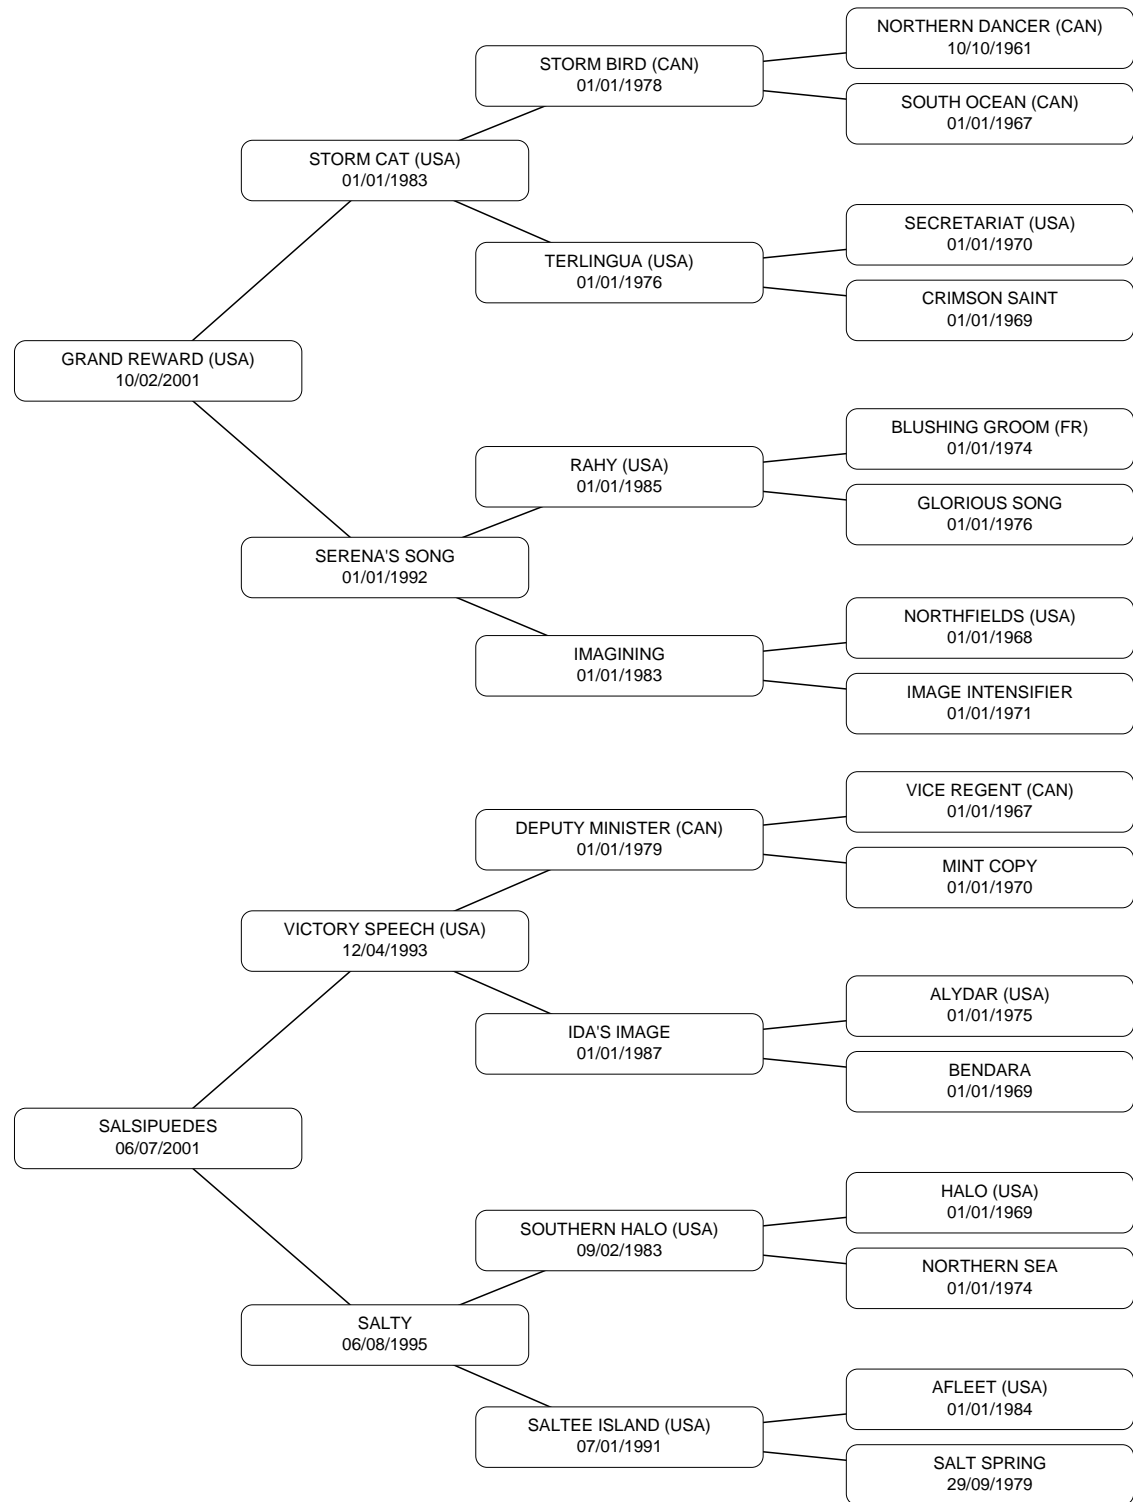 NORTHERN DANCER (CAN)
10/10/1961
STORM BIRD (CAN)
01/01/1978
SOUTH OCEAN (CAN)
01/01/1967
STORM CAT (USA)
01/01/1983
SECRETARIAT (USA)
01/01/1970
TERLINGUA (USA)
01/01/1976
CRIMSON SAINT
01/01/1969
GRAND REWARD (USA)
10/02/2001
BLUSHING GROOM (FR)
01/01/1974
RAHY (USA)
01/01/1985
GLORIOUS SONG
01/01/1976
SERENA'S SONG
01/01/1992
NORTHFIELDS (USA)
01/01/1968
IMAGINING
01/01/1983
IMAGE INTENSIFIER
01/01/1971
VICE REGENT (CAN)
01/01/1967
DEPUTY MINISTER (CAN)
01/01/1979
MINT COPY
01/01/1970
VICTORY SPEECH (USA)
12/04/1993
ALYDAR (USA)
01/01/1975
IDA'S IMAGE
01/01/1987
BENDARA
01/01/1969
SALSIPUEDES
06/07/2001
HALO (USA)
01/01/1969
SOUTHERN HALO (USA)
09/02/1983
NORTHERN SEA
01/01/1974
SALTY
06/08/1995
AFLEET (USA)
01/01/1984
SALTEE ISLAND (USA)
07/01/1991
SALT SPRING
29/09/1979